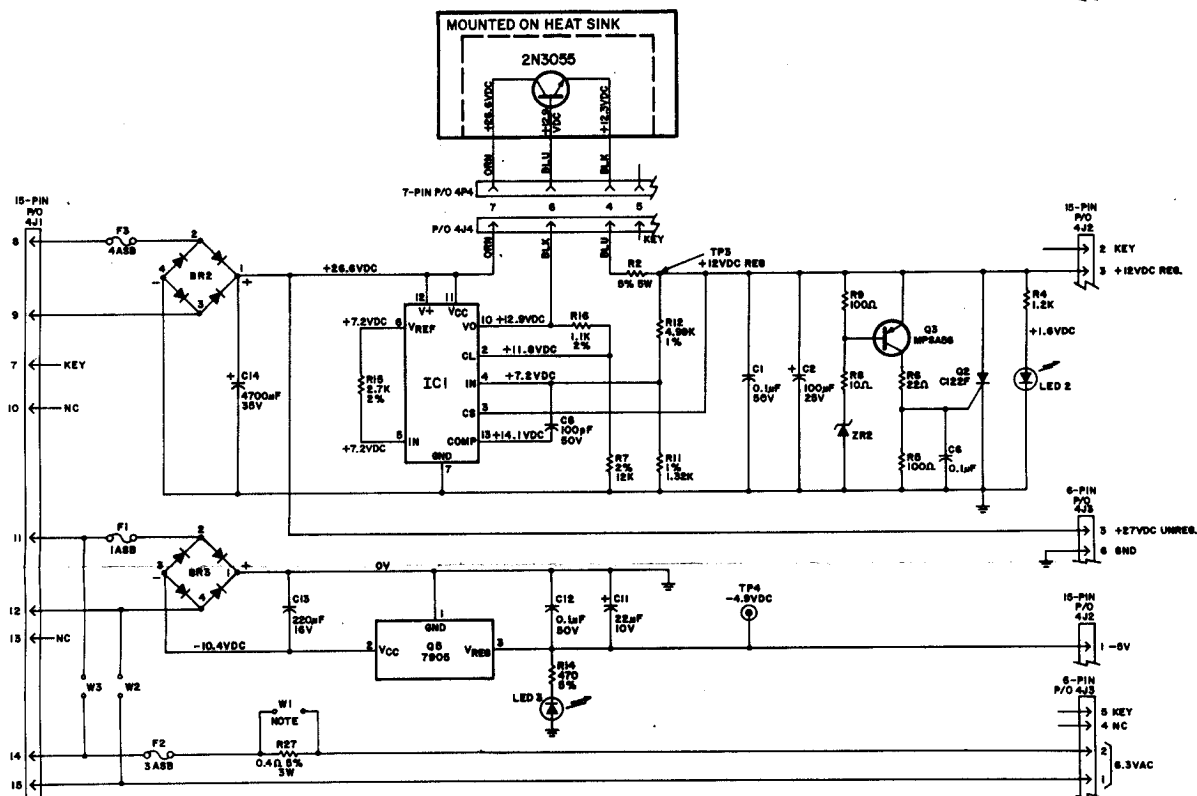 MOUNTED ON HEAT SINK
2N3055
+26.6VDC
+12.9 VDC
+12.3VDC
ORN
BLU
BLK
7-PIN P/O 4P4
7
6
4
5
P/O 4J4
KEY
ORN
BLK
BLU
15-PIN
P/O
4J1
8
F3
4ASB
2
4
BR2
1
-
+
3
9
+26.6VDC
7
KEY
10
NC
C14
4700µF
35V
+
12
V+
11
VCC
6
VREF
+7.2VDC
R15
2.7K
2%
IC1
10
VO
+12.9VDC
R16
1.1K
2%
2
CL
+11.8VDC
4
IN
+7.2VDC
3
CS
13
COMP
+14.1VDC
C8
100pF
50V
5
IN
+7.2VDC
GND
7
R2
5% 5W
TP3
+12VDC REG
R12
4.99K
1%
R7
2%
12K
R11
1%
1.32K
C1
0.1µF
50V
+
C2
100µF
25V
R9
100Ω
R8
10Ω
ZR2
Q3
MPSA56
R6
22Ω
Q2
C122F
R5
100Ω
C6
0.1µF
R4
1.2K
+1.6VDC
LED 2
15-PIN
P/O
4J2
2 KEY
3 +12VDC REG.
6-PIN
P/O
4J3
3 +27VDC UNREG.
6 GND
11
F1
1ASB
2
3
BR3
1
-
+
4
12
13
NC
0V
-10.4VDC
C13
220µF
16V
1
GND
2
VCC
Q5
7905
VREG
3
C12
0.1µF
50V
+
C11
22µF
10V
TP4
-4.9VDC
R14
470
5%
LED 3
15-PIN
P/O
4J2
1 -5V
W3
W2
W1
NOTE
R27
0.4Ω 5%
3W
14
F2
3ASB
15
6-PIN
P/O 4J3
5 KEY
4 NC
2
1
6.3VAC